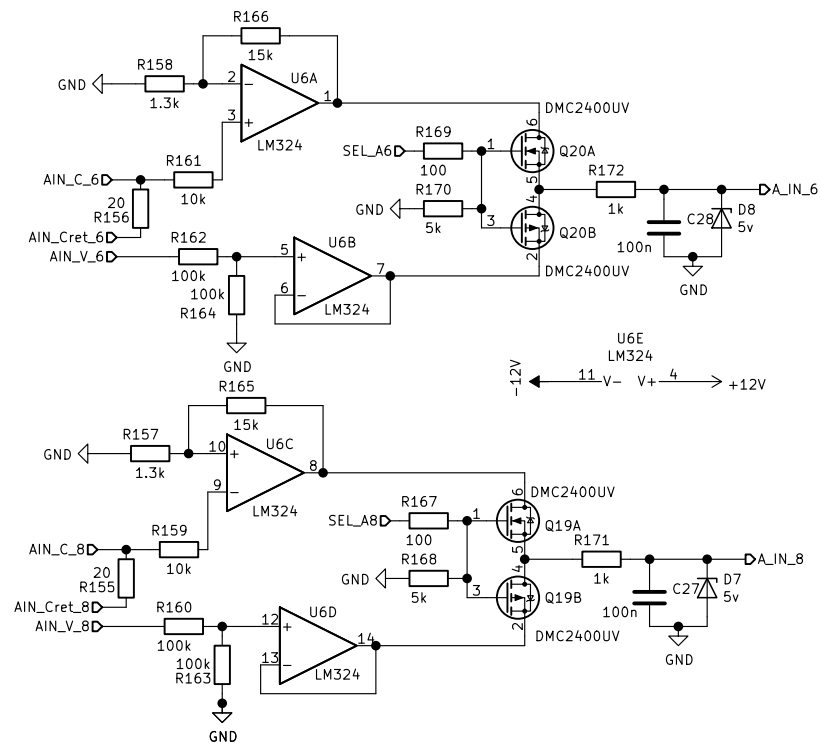 R166
15k
R158
GND
1.3k
2
−
U6A
1
3
+
LM324
DMC2400UV
6
Q20A
SEL_A6
R169
1
100
5
R161
AIN_C_6
10k
20
R156
AIN_Cret_6
R170
GND
5k
4
3
Q20B
2
DMC2400UV
R172
1k
A_IN_6
C28
100n
D8
5v
GND
AIN_V_6
R162
100k
100k
R164
GND
5
+
U6B
7
6
−
LM324
U6E
LM324
-12V
11
V−
V+
4
+12V
R165
15k
R157
GND
1.3k
10
+
U6C
8
9
−
LM324
DMC2400UV
6
Q19A
SEL_A8
R167
1
100
5
R159
AIN_C_8
10k
20
R155
AIN_Cret_8
R168
GND
5k
4
3
Q19B
2
DMC2400UV
R171
1k
A_IN_8
C27
100n
D7
5v
GND
AIN_V_8
R160
100k
100k
R163
GND
12
+
U6D
14
13
−
LM324